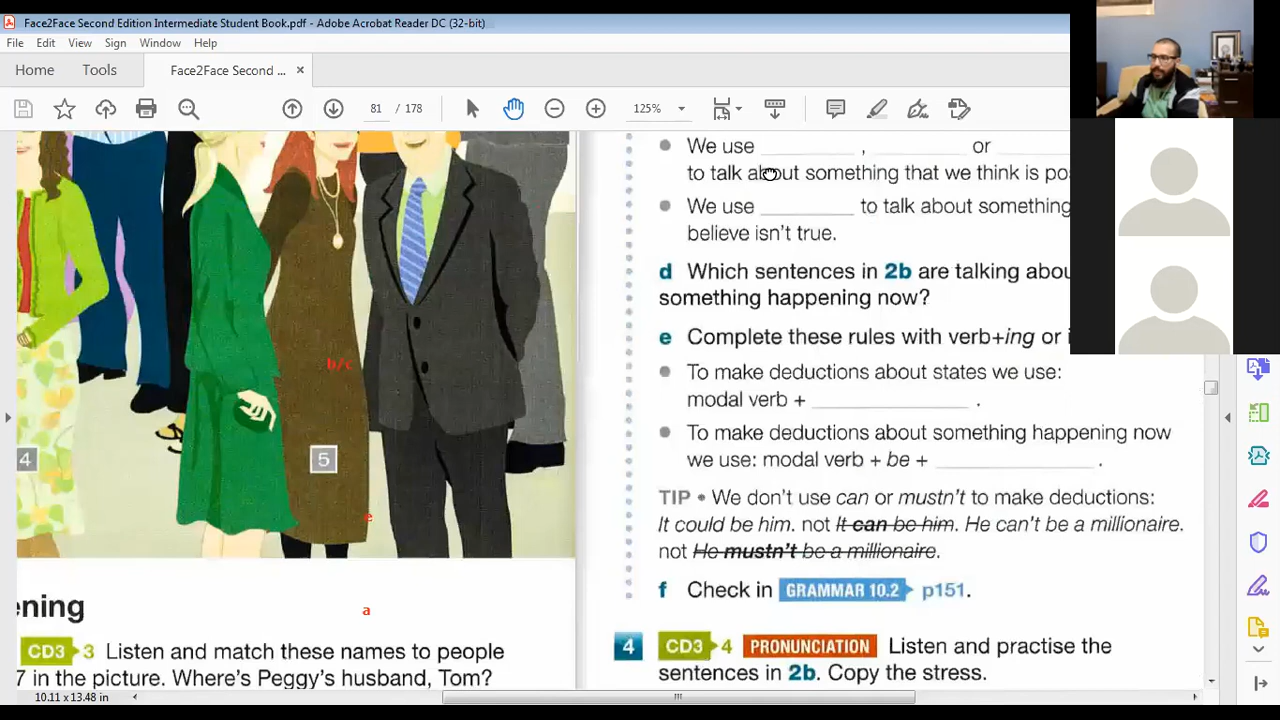 Face2Face Second Edition Intermediate Student Book.pdf - Adobe Acrobat Reader DC (32-bit)
File Edit View Sign Window Help
Home Tools Face2Face Second ... ×
81 / 178 125%
We use ________ , ________ or ________
to talk about something that we think is pos
We use ________ to talk about something
believe isn't true.
d Which sentences in 2b are talking abou
something happening now?
e Complete these rules with verb+ing or i
To make deductions about states we use:
modal verb + ________ .
To make deductions about something happening now
we use: modal verb + be + ________ .
TIP • We don't use can or mustn't to make deductions:
It could be him. not It can be him. He can't be a millionaire.
not He mustn't be a millionaire.
f Check in GRAMMAR 10.2 p151.
4 CD3 4 PRONUNCIATION Listen and practise the
sentences in 2b. Copy the stress.
b/c
4
5
e
a
ening
CD3 3 Listen and match these names to people
7 in the picture. Where's Peggy's husband, Tom?
10.11 x 13.48 in